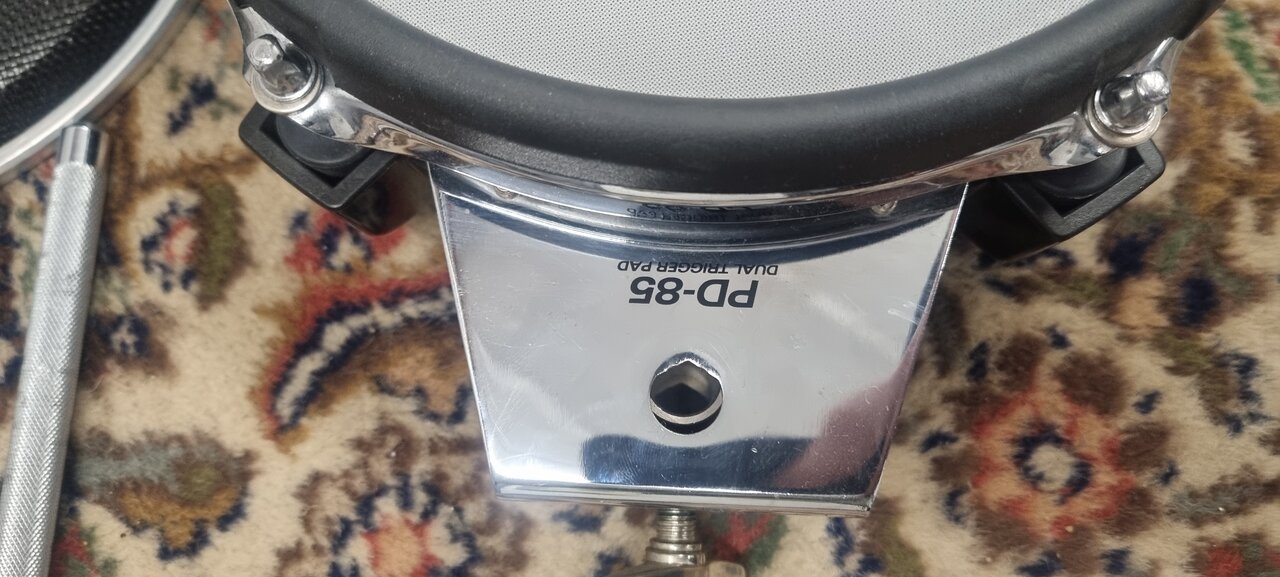 PD-85
DUAL TRIGGER PAD